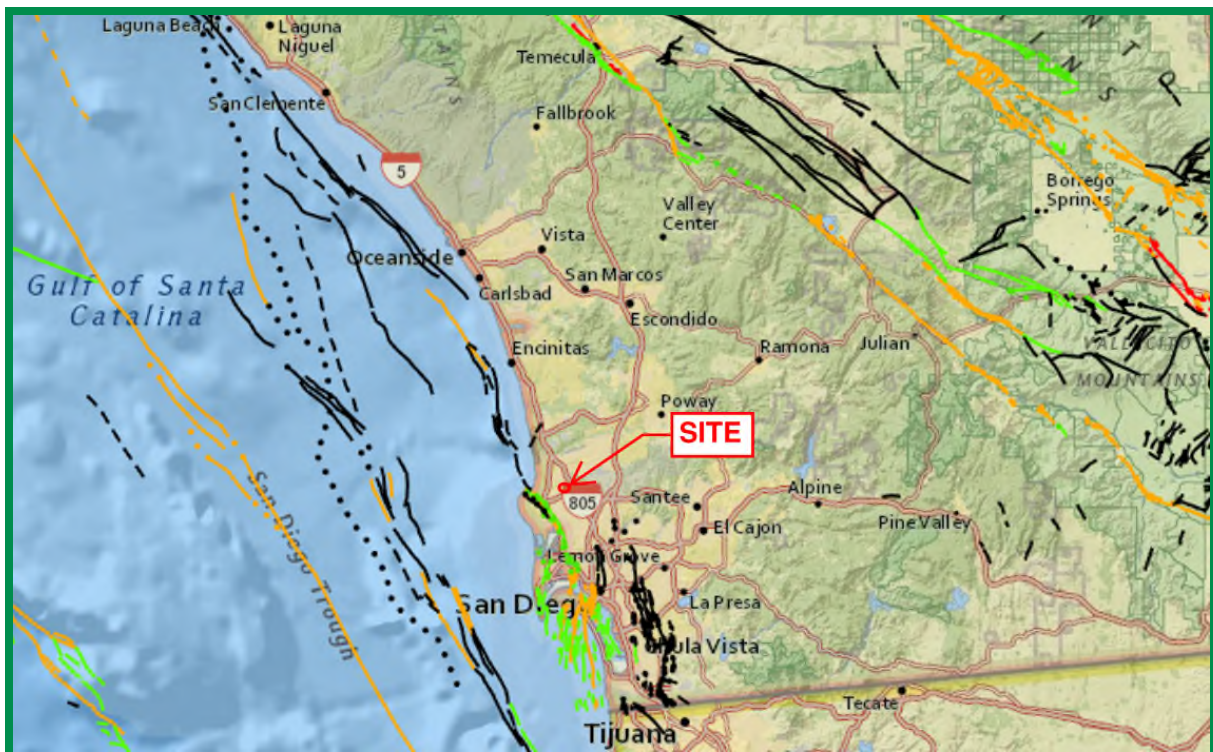 Laguna Beach
Laguna
Niguel
Temecula
San Clemente
Fallbrook
5
Borrego
Springs
Valley
Center
Vista
Oceanside
San Marcos
Gulf of Santa
Catalina
Carlsbad
Escondido
Encinitas
Ramona
Julian
VALLECITO
MOUNTAINS
Poway
SITE
San Diego Trough
805
Santee
Alpine
El Cajon
Pine Valley
Lemon Grove
San Diego
La Presa
Chula Vista
Tecate
Tijuana